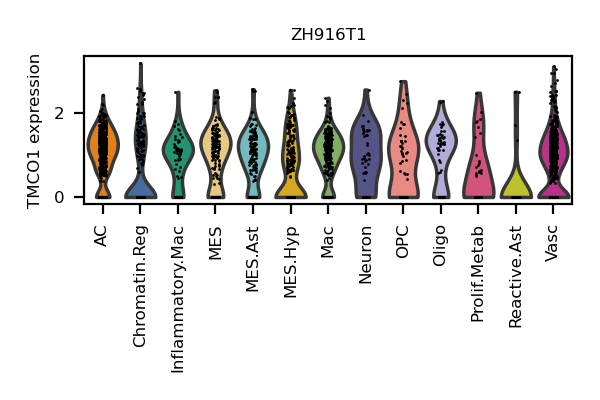 ZH916T1
TMCO1 expression
2
0
AC
Chromatin.Reg
Inflammatory.Mac
MES
MES.Ast
MES.Hyp
Mac
Neuron
OPC
Oligo
Prolif.Metab
Reactive.Ast
Vasc